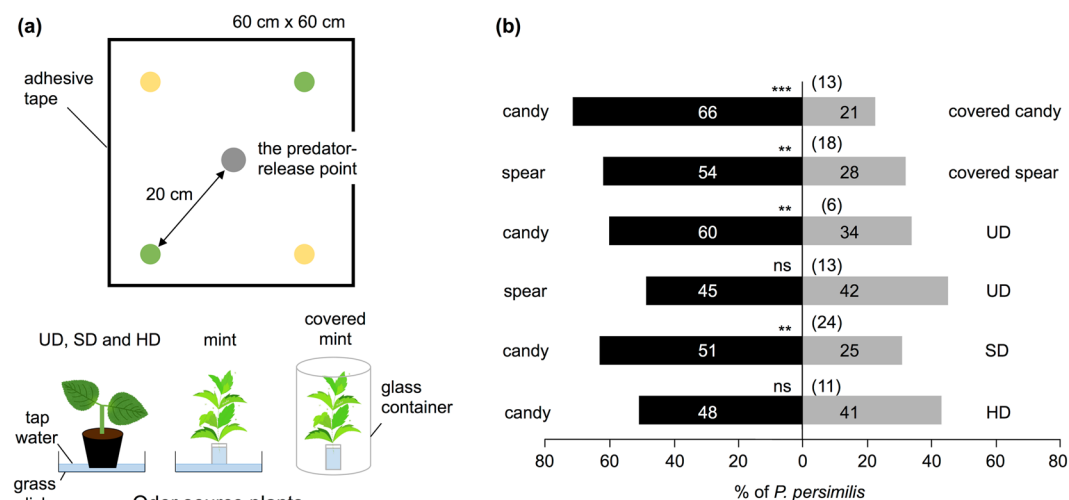 (a)
60 cm x 60 cm
adhesive
tape
the predator-
release point
20 cm
UD, SD and HD
mint
covered
mint
tap
water
grass
glass
container
(b)
*** (13)
candy 66 21 covered candy
** (18)
spear 54 28 covered spear
** (6)
candy 60 34 UD
ns (13)
spear 45 42 UD
** (24)
candy 51 25 SD
ns (11)
candy 48 41 HD
80 60 40 20 0 20 40 60 80
% of P. persimilis